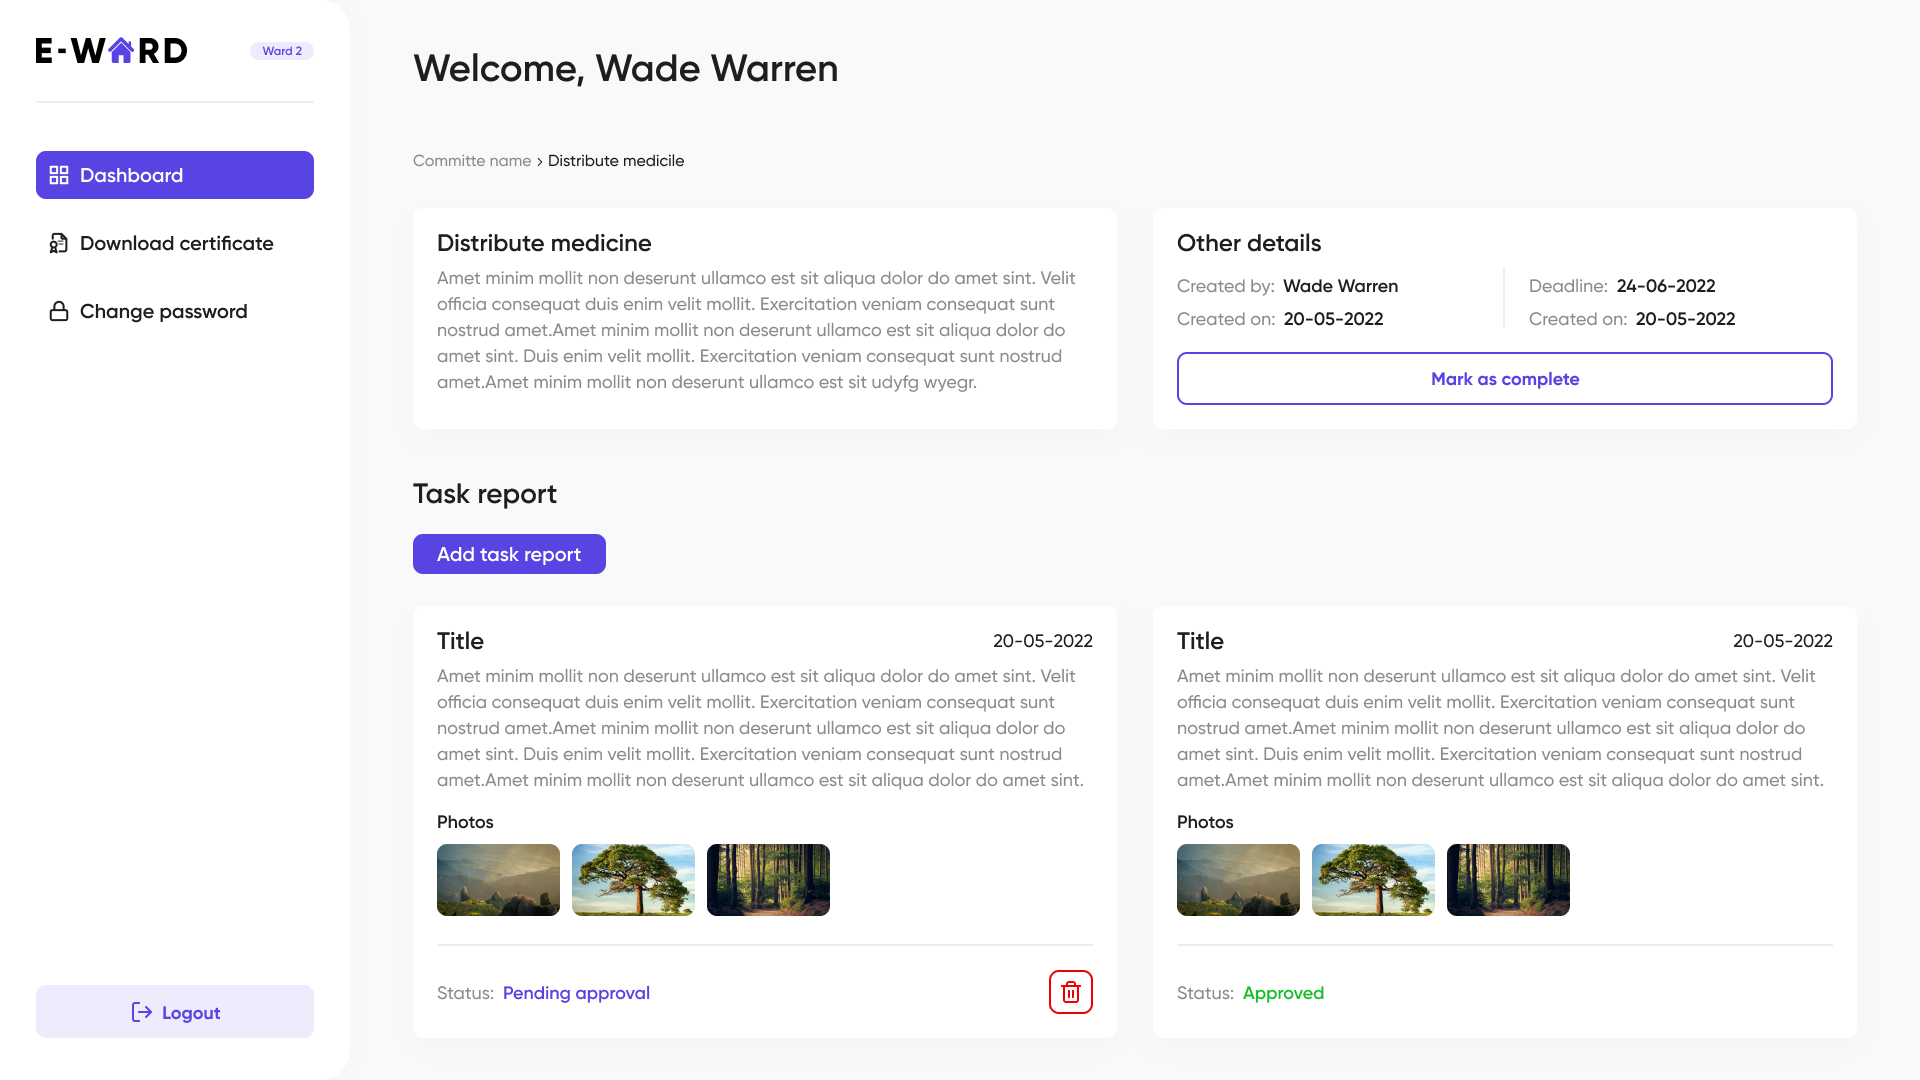 E-WARD
Ward 2
Dashboard
Download certificate
Change password
Logout
Welcome, Wade Warren
Committe name > Distribute medicile
Distribute medicine
Amet minim mollit non deserunt ullamco est sit aliqua dolor do amet sint. Velit
officia consequat duis enim velit mollit. Exercitation veniam consequat sunt
nostrud amet.Amet minim mollit non deserunt ullamco est sit aliqua dolor do
amet sint. Duis enim velit mollit. Exercitation veniam consequat sunt nostrud
amet.Amet minim mollit non deserunt ullamco est sit udyfg wyegr.
Other details
Created by: Wade Warren
Created on: 20-05-2022
Deadline: 24-06-2022
Created on: 20-05-2022
Mark as complete
Task report
Add task report
Title
20-05-2022
Amet minim mollit non deserunt ullamco est sit aliqua dolor do amet sint. Velit
officia consequat duis enim velit mollit. Exercitation veniam consequat sunt
nostrud amet.Amet minim mollit non deserunt ullamco est sit aliqua dolor do
amet sint. Duis enim velit mollit. Exercitation veniam consequat sunt nostrud
amet.Amet minim mollit non deserunt ullamco est sit aliqua dolor do amet sint.
Photos
Status: Pending approval
Title
20-05-2022
Amet minim mollit non deserunt ullamco est sit aliqua dolor do amet sint. Velit
officia consequat duis enim velit mollit. Exercitation veniam consequat sunt
nostrud amet.Amet minim mollit non deserunt ullamco est sit aliqua dolor do
amet sint. Duis enim velit mollit. Exercitation veniam consequat sunt nostrud
amet.Amet minim mollit non deserunt ullamco est sit aliqua dolor do amet sint.
Photos
Status: Approved